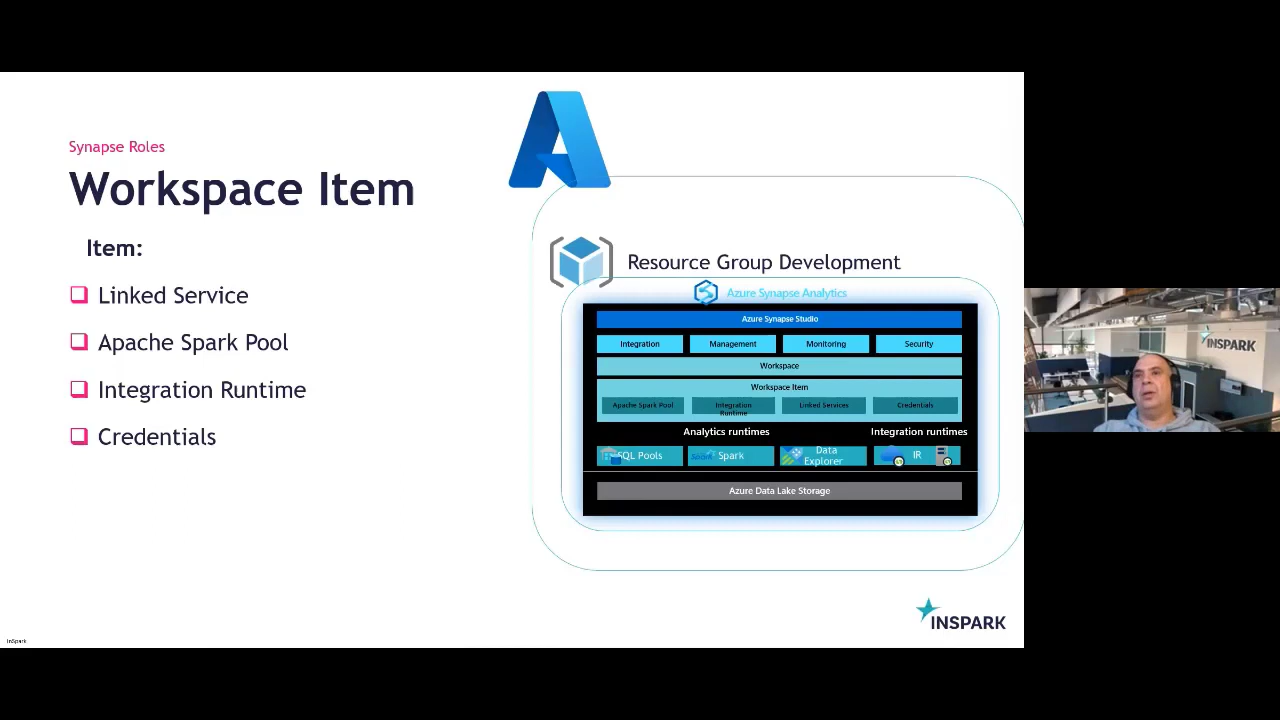 Synapse Roles
Workspace Item
Item:
Linked Service
Apache Spark Pool
Integration Runtime
Credentials
Resource Group Development
Azure Synapse Analytics
Azure Synapse Studio
Integration
Management
Monitoring
Security
Workspace
Workspace Item
Apache Spark Pool
Integration
Runtime
Linked Services
Credentials
Analytics runtimes
Integration runtimes
SQL Pools
Spark
Data
Explorer
IR
Azure Data Lake Storage
INSPARK
InSpark
INSPARK